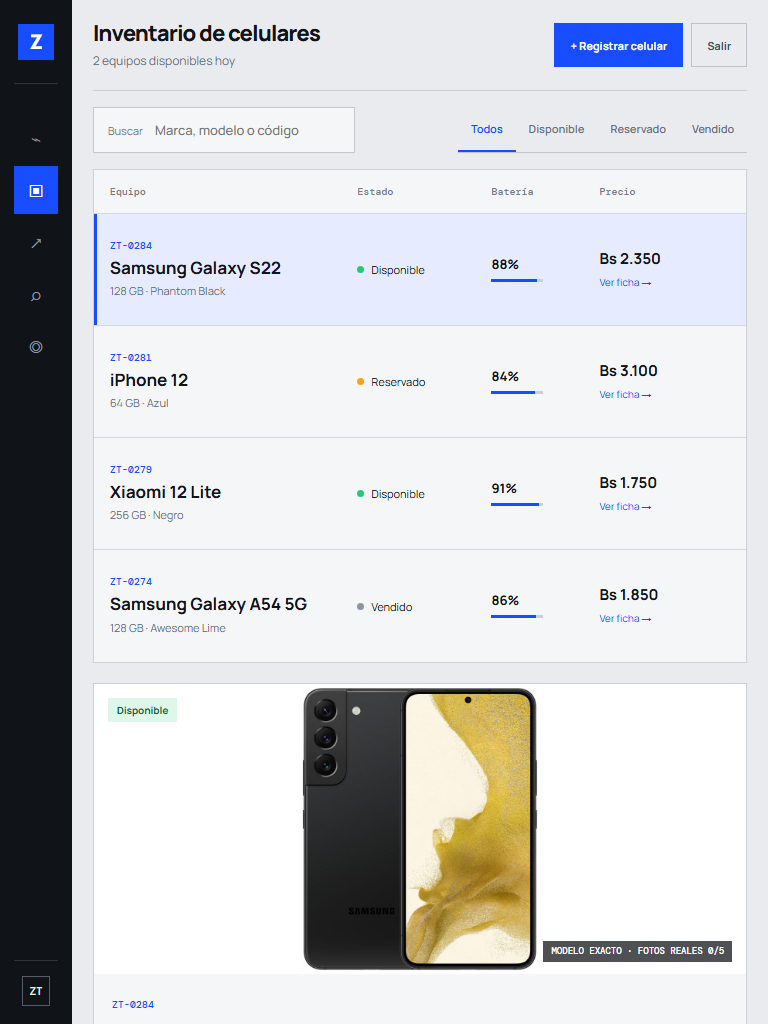 Z
Inventario de celulares
2 equipos disponibles hoy
+ Registrar celular
Salir
Buscar Marca, modelo o código
Todos Disponible Reservado Vendido
Equipo Estado Batería Precio
ZT-0284
Samsung Galaxy S22
128 GB · Phantom Black
Disponible
88%
Bs 2.350
Ver ficha →
ZT-0281
iPhone 12
64 GB · Azul
Reservado
84%
Bs 3.100
Ver ficha →
ZT-0279
Xiaomi 12 Lite
256 GB · Negro
Disponible
91%
Bs 1.750
Ver ficha →
ZT-0274
Samsung Galaxy A54 5G
128 GB · Awesome Lime
Vendido
86%
Bs 1.850
Ver ficha →
Disponible
SAMSUNG
MODELO EXACTO · FOTOS REALES 0/5
ZT
ZT-0284